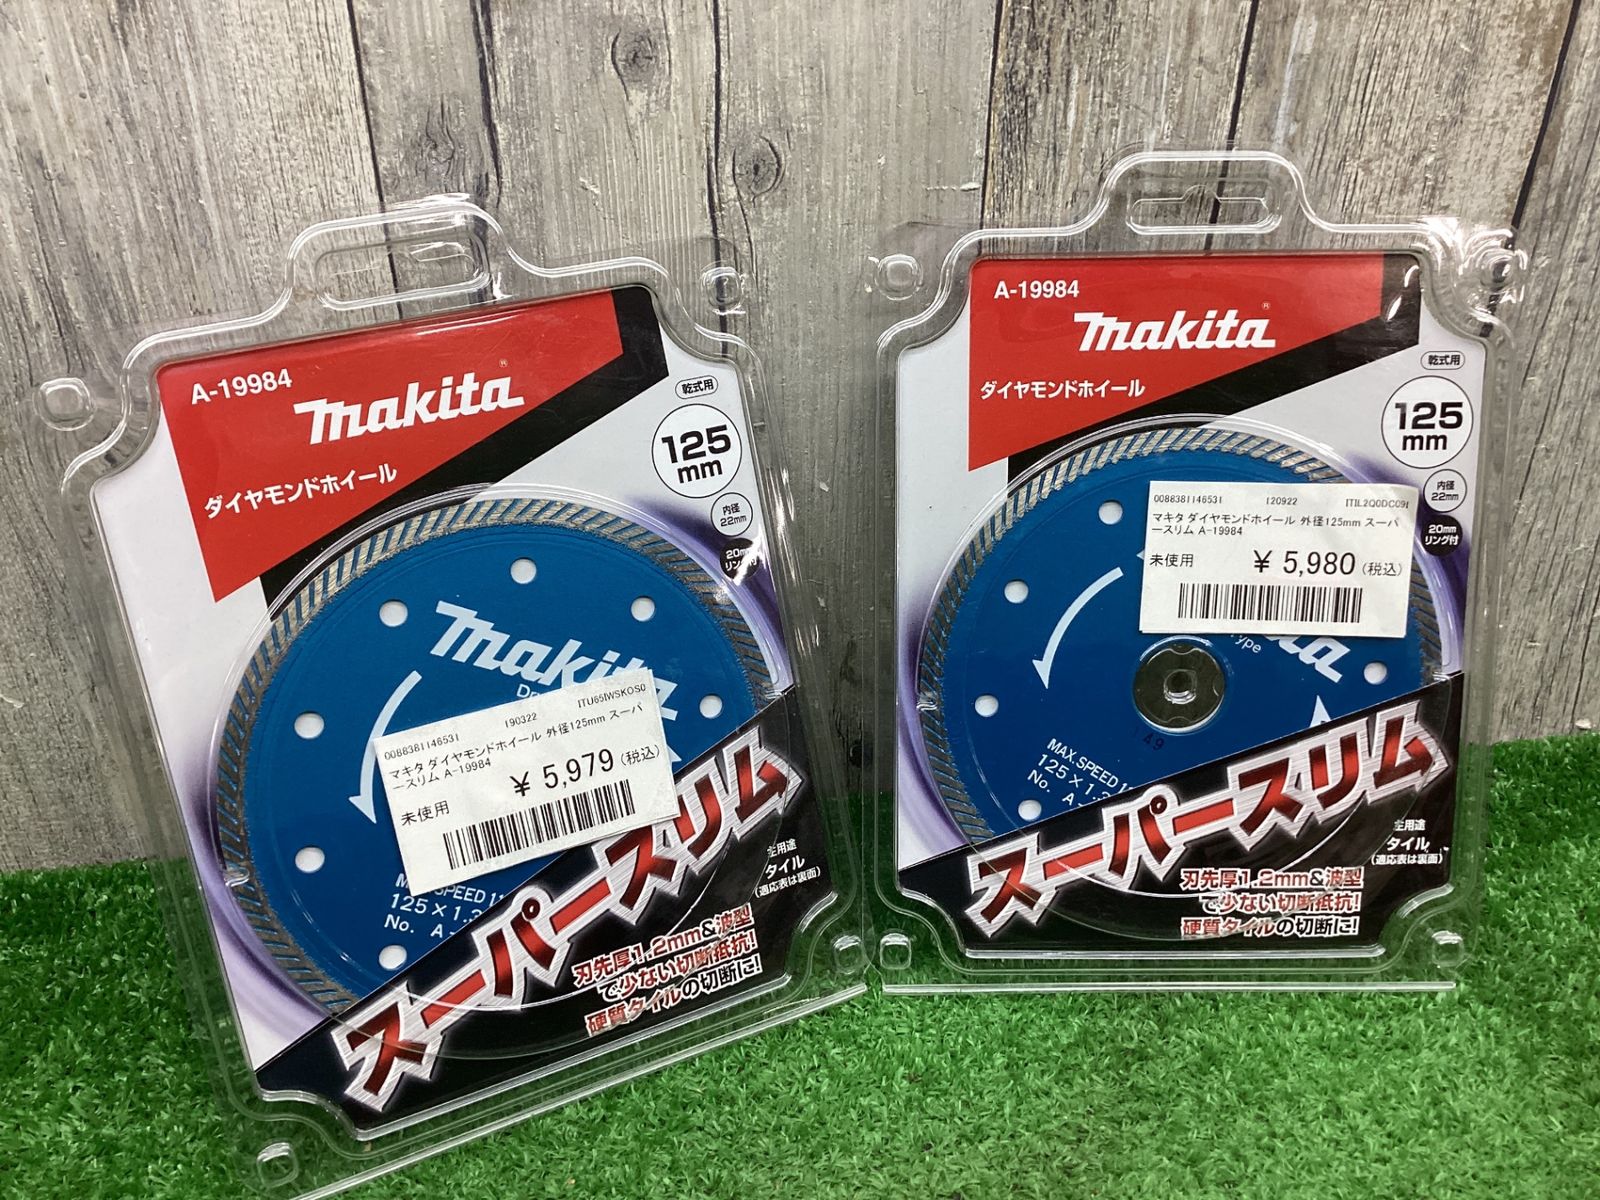 A-19984
makita®
ダイヤモンドホイール
乾式用
125
mm
内径
22mm
20mm
リング付
makita
0088381146531 190322 ITU65IWSKOS0
マキタ ダイヤモンドホイール 外径125mm スーパ
ースリム A-19984
未使用 ¥ 5,979 (税込)
125×1.
No. A-
スーパースリム
主用途
タイル
(適応表は裏面)
刃先厚1.2mm&波型
で少ない切断抵抗!
硬質タイルの切断に!
A-19984
makita®
ダイヤモンドホイール
乾式用
125
mm
内径
22mm
20mm
リング付
0088381146531 120922 ITIL2Q0DC09I
マキタ ダイヤモンドホイール 外径125mm スーパ
ースリム A-19984
未使用 ¥ 5,980 (税込)
ype
MAX.SPEED 1
125×1.
No. A-
スーパースリム
主用途
タイル
(適応表は裏面)
刃先厚1.2mm&波型
で少ない切断抵抗!
硬質タイルの切断に!